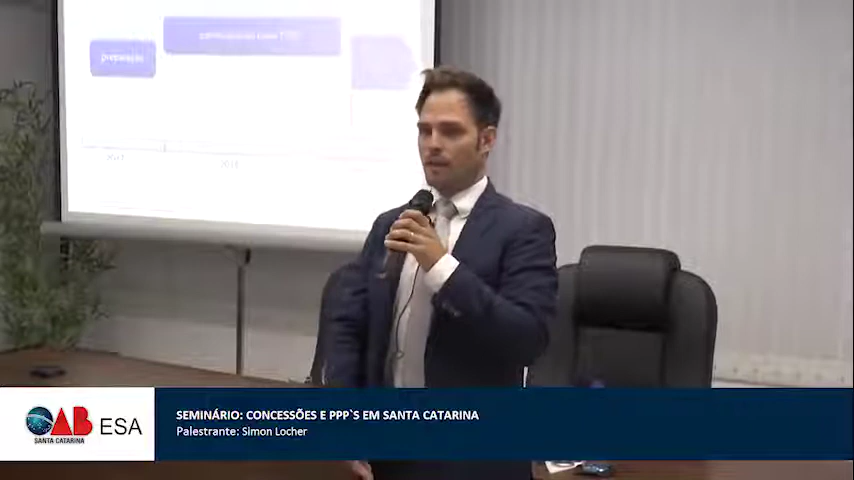 preparação
SEMINÁRIO: CONCESSÕES E PPP`S EM SANTA CATARINA
Palestrante: Simon Locher
OAB ESA
SANTA CATARINA